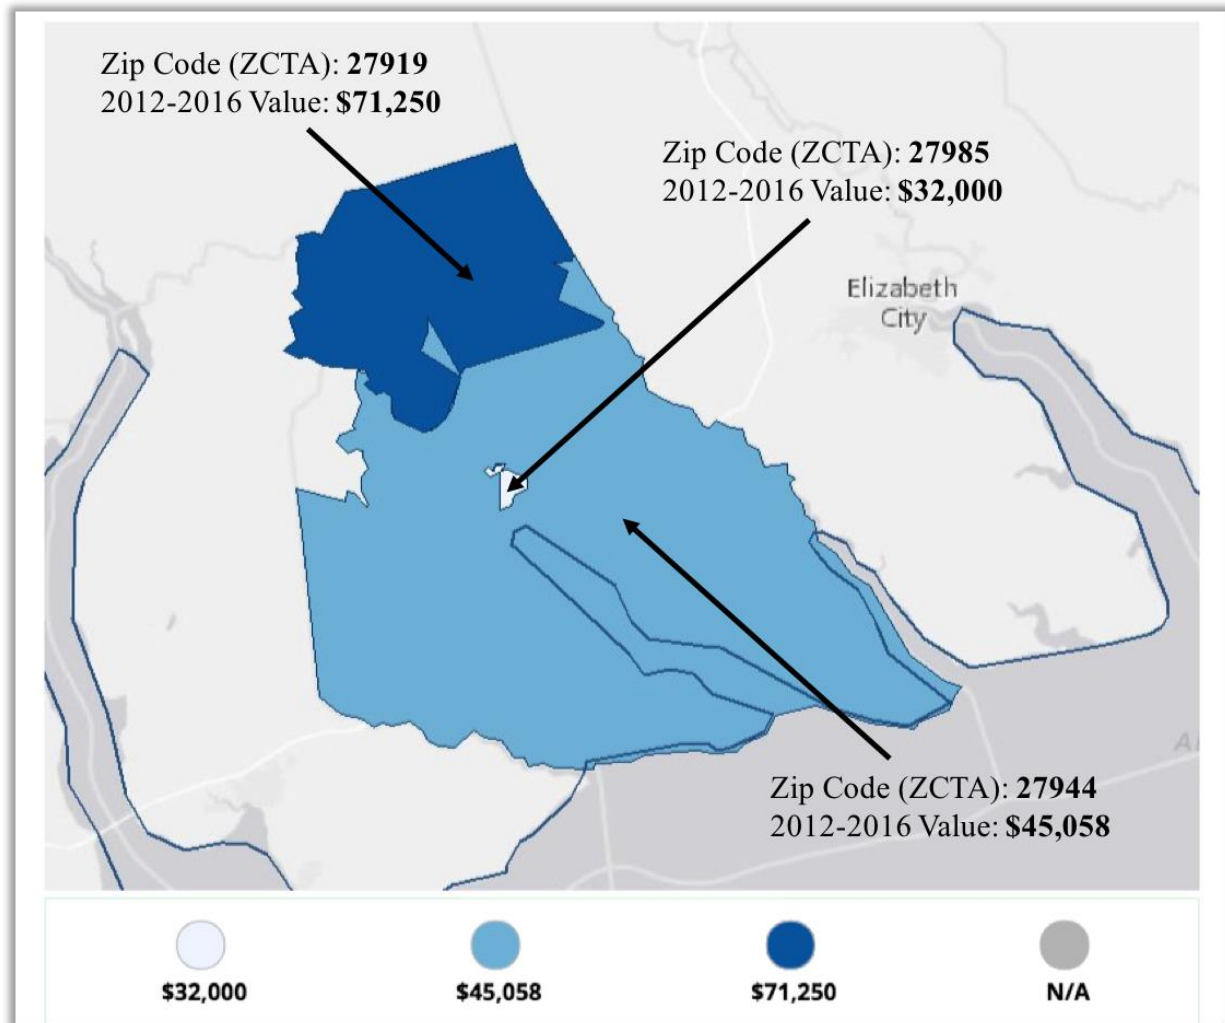 Zip Code (ZCTA): 27919
2012-2016 Value: $71,250
Zip Code (ZCTA): 27985
2012-2016 Value: $32,000
Elizabeth
City
Zip Code (ZCTA): 27944
2012-2016 Value: $45,058
$32,000
$45,058
$71,250
N/A